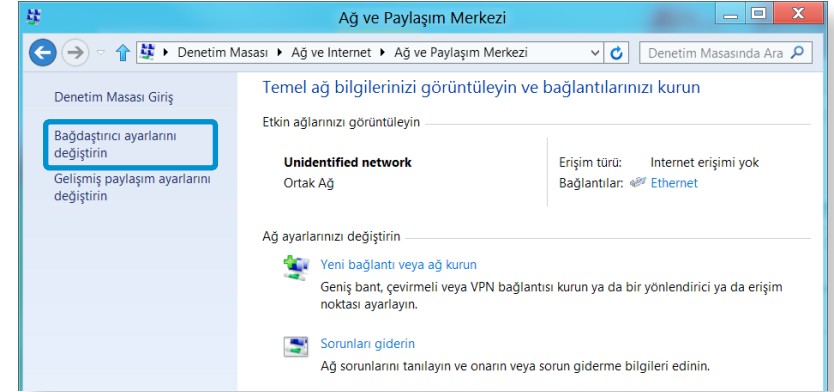 Ağ ve Paylaşım Merkezi
Denetim Masası Ağ ve Internet Ağ ve Paylaşım Merkezi
Denetim Masasında Ara
Denetim Masası Giriş
Bağdaştırıcı ayarlarını
değiştirin
Gelişmiş paylaşım ayarlarını
değiştirin
Temel ağ bilgilerinizi görüntüleyin ve bağlantılarınızı kurun
Etkin ağlarınızı görüntüleyin
Unidentified network
Ortak Ağ
Erişim türü: Internet erişimi yok
Bağlantılar: Ethernet
Ağ ayarlarınızı değiştirin
Yeni bağlantı veya ağ kurun
Geniş bant, çevirmeli veya VPN bağlantısı kurun ya da bir yönlendirici ya da erişim
noktası ayarlayın.
Sorunları giderin
Ağ sorunlarını tanılayın ve onarın veya sorun giderme bilgileri edinin.